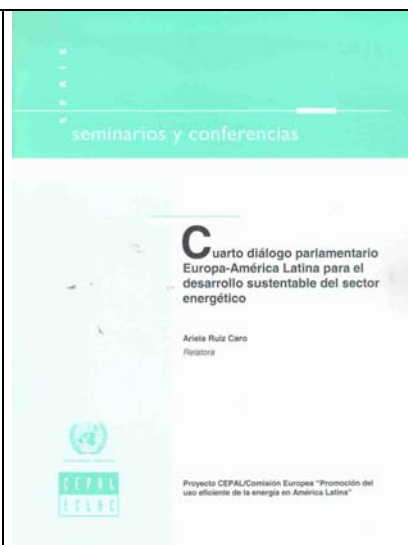 SERIE
seminarios y conferencias
Cuarto diálogo parlamentario
Europa-América Latina para el
desarrollo sustentable del sector
energético
Ariela Ruiz Caro
Relatora
CEPAL
ECLAC
Proyecto CEPAL/Comisión Europea "Promoción del
uso eficiente de la energía en América Latina"